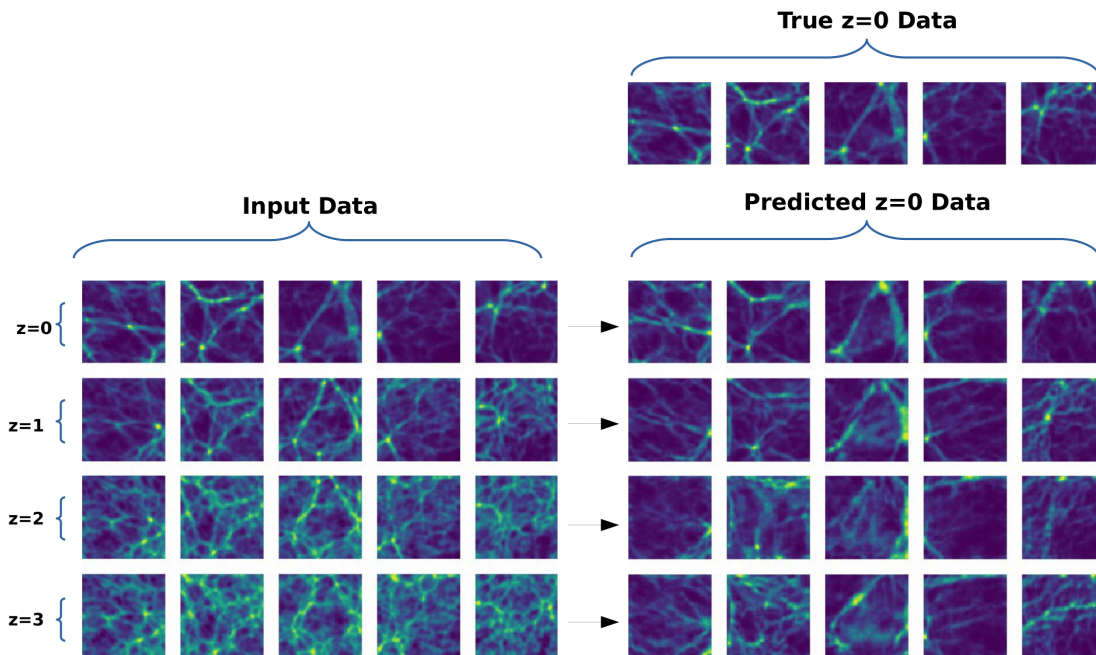 True z=0 Data
Input Data
Predicted z=0 Data
z=0
z=1
z=2
z=3